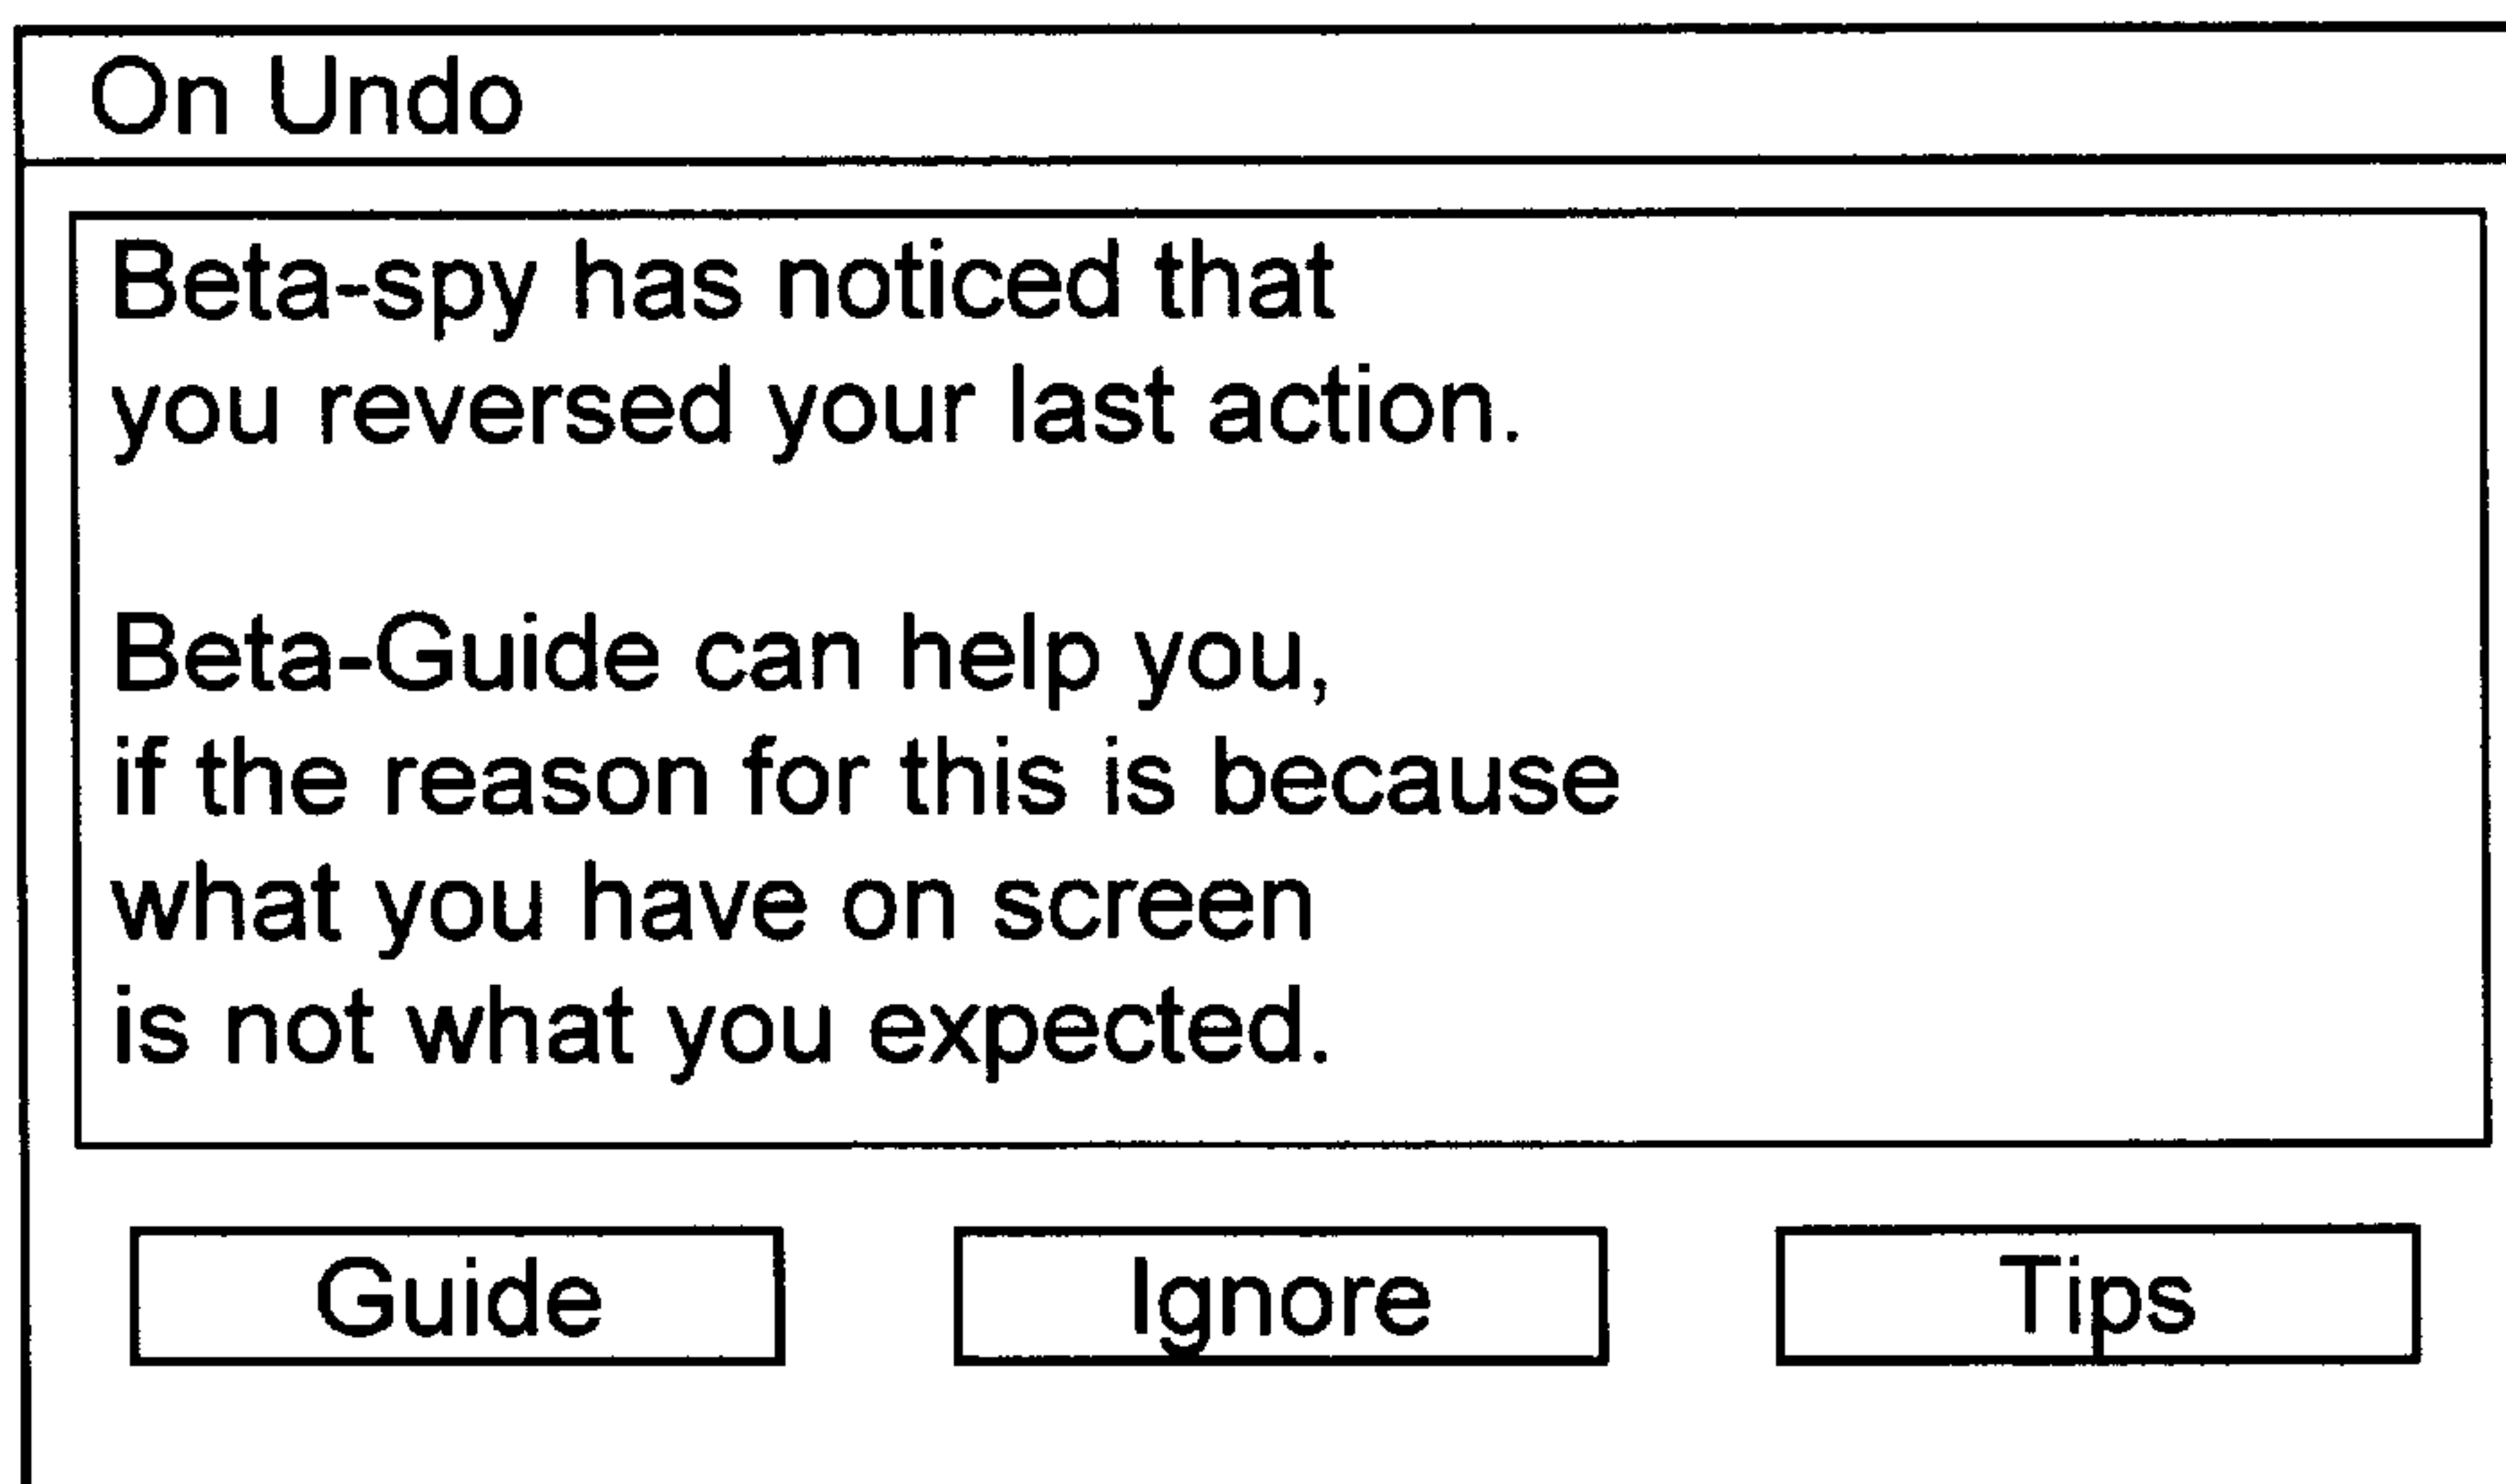 On Undo
Beta-spy has noticed that
you reversed your last action.
Beta-Guide can help you,
if the reason for this is because
what you have on screen
is not what you expected.
Guide
Ignore
Tips